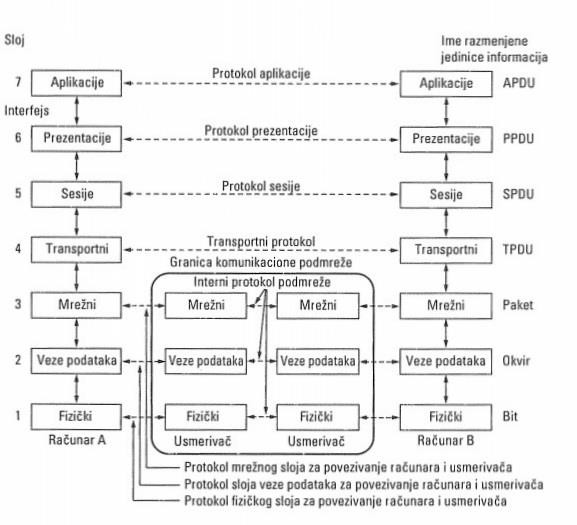 Sloj
Ime razmenjene
jedinice informacija
7 Aplikacije Protokol aplikacije Aplikacije APDU
Interfejs
6 Prezentacije Protokol prezentacije Prezentacije PPDU
5 Sesije Protokol sesije Sesije SPDU
4 Transportni Transportni protokol Transportni TPDU
Granica komunikacione podmreže
Interni protokol podmreže
3 Mrežni Mrežni Mrežni Mrežni Paket
2 Veze podataka Veze podataka Veze podataka Veze podataka Okvir
1 Fizički Fizički Fizički Fizički Bit
Računar A Usmerivač Usmerivač Računar B
Protokol mrežnog sloja za povezivanje računara i usmerivača
Protokol sloja veze podataka za povezivanje računara i usmerivača
Protokol fizičkog sloja za povezivanje računara i usmerivača